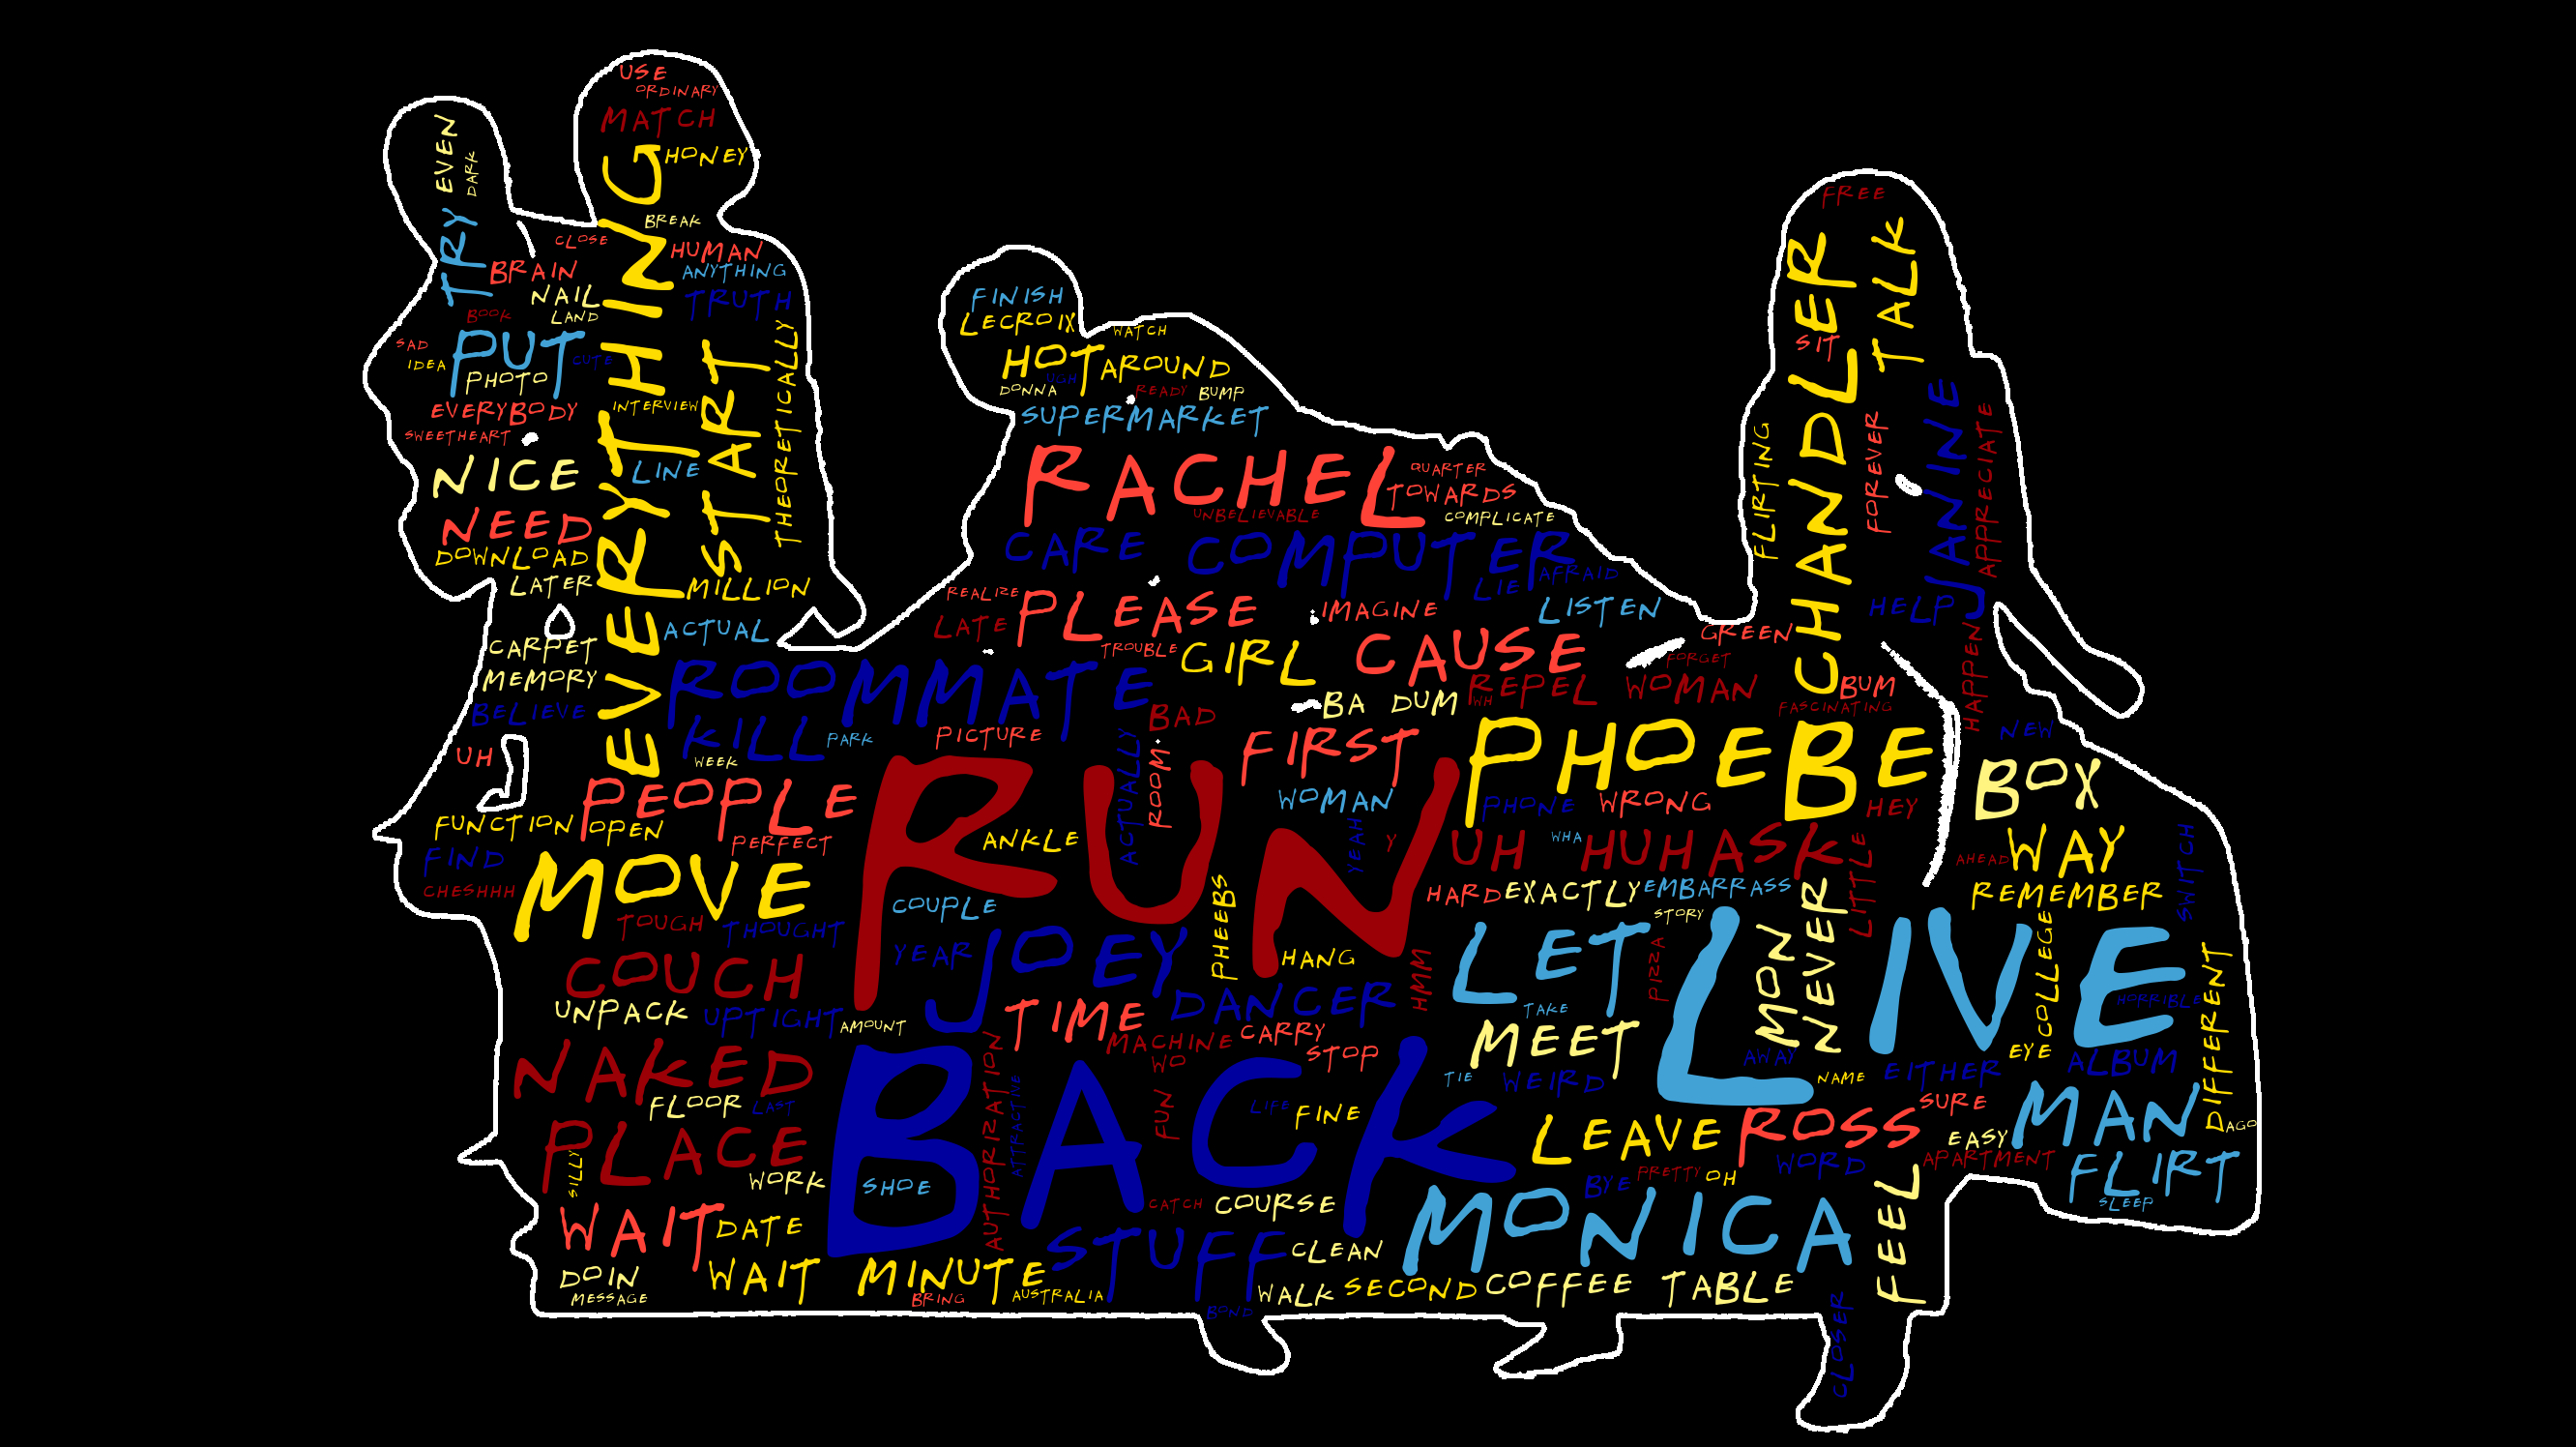 USE
ORDINARY
MATCH
HONEY
EVERYTHING
BREAK
HUMAN
ANYTHING
TRUTH
EVEN
DARK
TRY
CLOSE
BRAIN
NAIL
LAND
BOOK
SAD
IDEA
PUT
CUTE
PHOTO
EVERYBODY
SWEETHEART
INTERVIEW
LINE
START
THEORETICALLY
NICE
NEED
DOWNLOAD
LATER
MILLION
ACTUAL
CARPET
MEMORY
BELIEVE
UH
FINISH
LECROIX
WATCH
HOT
UGH
AROUND
DONNA
READY
BUMP
SUPERMARKET
RACHEL
QUARTER
TOWARDS
UNBELIEVABLE
COMPLICATE
CARE
COMPUTER
LIE
AFRAID
REALIZE
PLEASE
IMAGINE
LISTEN
LATE
TROUBLE
GIRL
CAUSE
GREEN
FORGET
FREE
CHANDLER
TALK
SIT
FLIRTING
FOREVER
JANINE
APPRECIATE
HELP
HAPPEN
ROOMMATE
KILL
PARK
WEEK
PICTURE
ACTUALLY
BAD
ROOM
BA DUM
WH
REPEL
WOMAN
BUM
FASCINATING
NEW
FIRST
PHOEBE
BOX
PEOPLE
PERFECT
FUNCTION
OPEN
FIND
CHESHHH
MOVE
RUN
ANKLE
WOMAN
YEAH
Y
PHONE
WRONG
HEY
UH HUH
WHA
ASK
LITTLE
AHEAD
WAY
SWITCH
TOUGH
THOUGHT
COUPLE
YEAR
JOEY
PHEEBS
HANG
HMM
HARD
EXACTLY
EMBARRASS
STORY
REMEMBER
COUCH
UNPACK
UPTIGHT
AMOUNT
TIME
DANCER
MACHINE
WO
CARRY
STOP
LET
TAKE
PIZZA
LIVE
MON
NEVER
AWAY
COLLEGE
HORRIBLE
DIFFERENT
MEET
TIE
WEIRD
NAME
EITHER
EYE
ALBUM
NAKED
FLOOR
LAST
BACK
AUTHORIZATION
ATTRACTIVE
FUN
LIFE
FINE
LEAVE
ROSS
SURE
EASY
MAN
AGO
PLACE
SILLY
WORK
SHOE
CATCH
COURSE
BYE
PRETTY
OH
WORD
APARTMENT
FLIRT
SLEEP
WAIT
DATE
STUFF
CLEAN
MONICA
FEEL
DOIN
MESSAGE
WAIT MINUTE
BRING
AUSTRALIA
BOND
WALK
SECOND
COFFEE TABLE
CLOSER